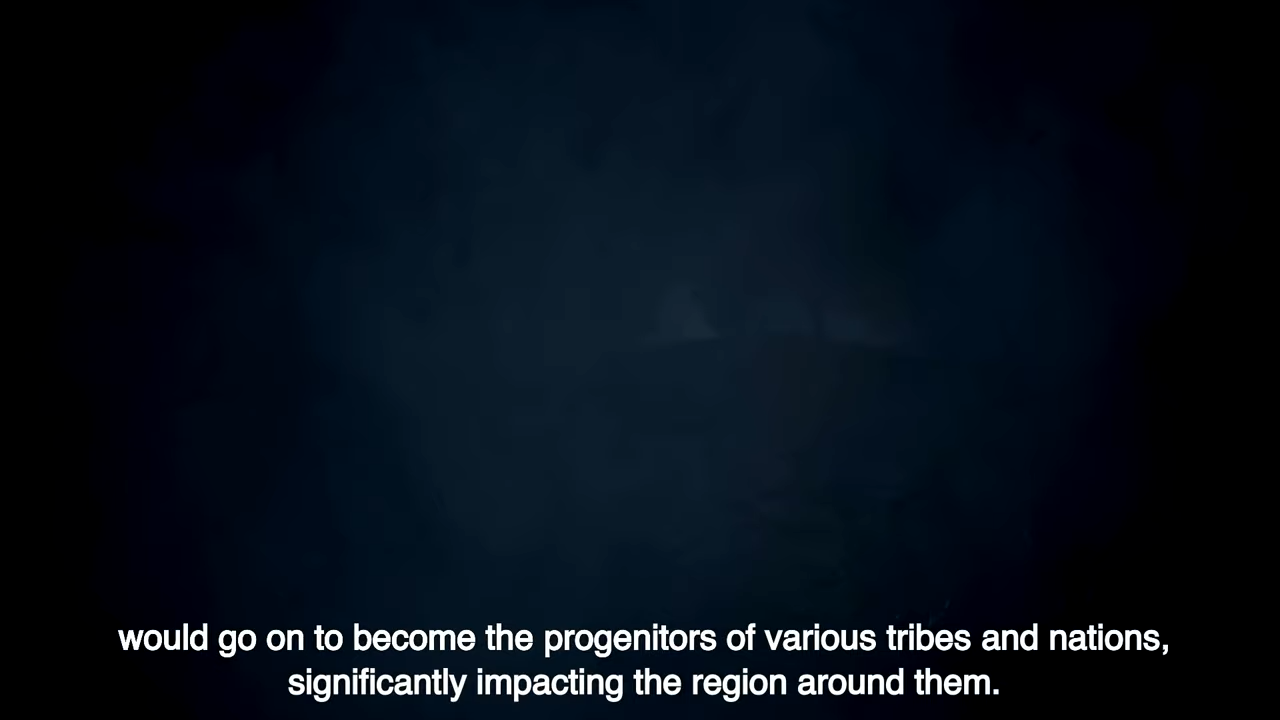 would go on to become the progenitors of various tribes and nations,
significantly impacting the region around them.